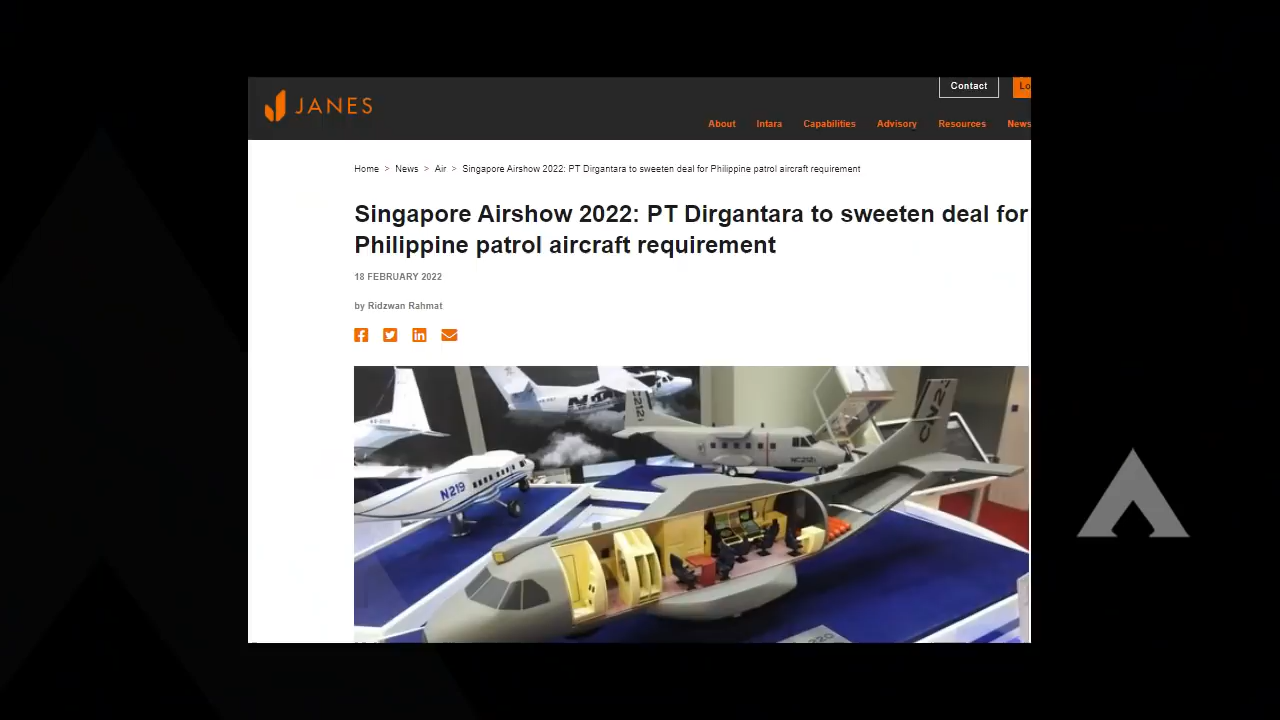 JANES
Contact
Lo
About Intara Capabilities Advisory Resources News
Home > News > Air > Singapore Airshow 2022: PT Dirgantara to sweeten deal for Philippine patrol aircraft requirement
Singapore Airshow 2022: PT Dirgantara to sweeten deal for
Philippine patrol aircraft requirement
18 FEBRUARY 2022
by Ridzwan Rahmat
N219